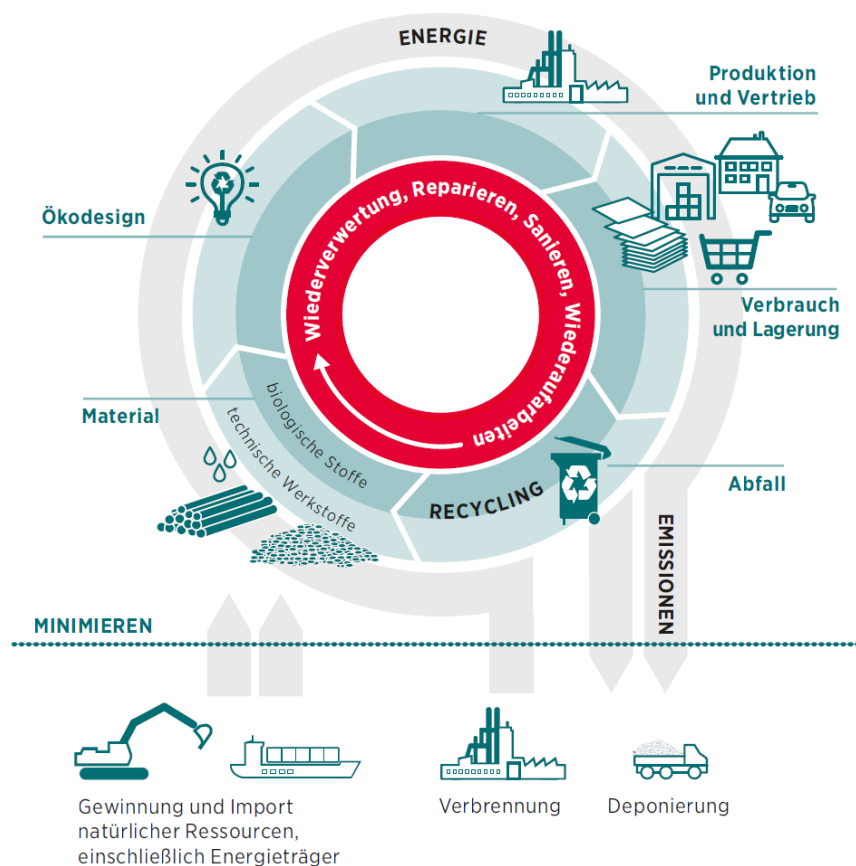 ENERGIE
Produktion
und Vertrieb
Ökodesign
Wiederverwertung, Reparieren, Sanieren, Wiederaufarbeiten
Verbrauch
und Lagerung
Material
biologische Stoffe
technische Werkstoffe
RECYCLING
Abfall
EMISSIONEN
MINIMIEREN
Gewinnung und Import
natürlicher Ressourcen,
einschließlich Energieträger
Verbrennung
Deponierung